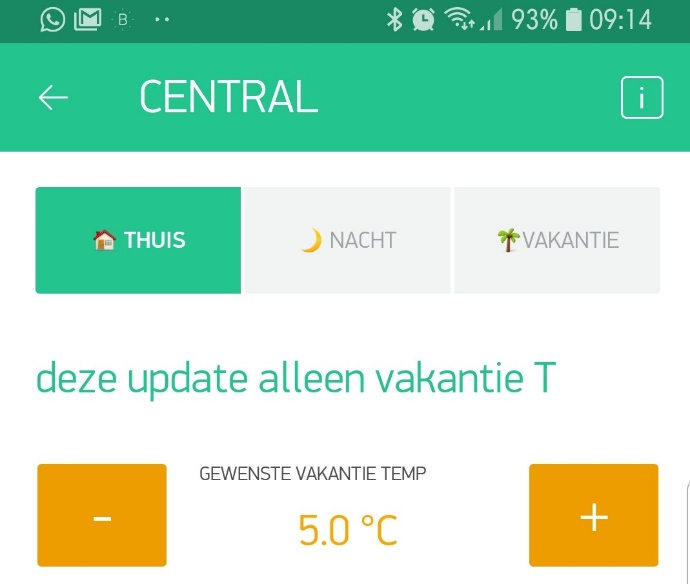 B 93% 09:14
CENTRAL i
THUIS NACHT VAKANTIE
deze update alleen vakantie T
GEWENSTE VAKANTIE TEMP
- 5.0 °C +